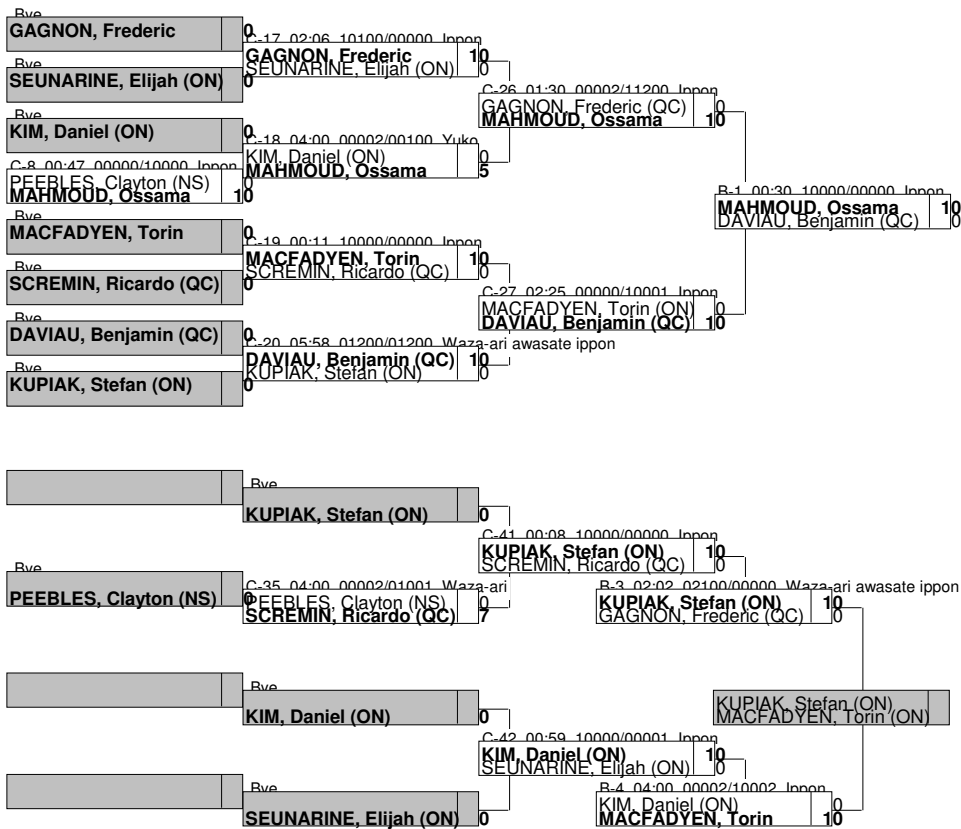 Bye
GAGNON, Frederic 0
Bye
SEUNARINE, Elijah (ON) 0
Bye
KIM, Daniel (ON) 0
C-8 00:47 00000/10000 Ippon
PEEBLES, Clayton (NS) 0
MAHMOUD, Ossama 10
Bye
MACFADYEN, Torin 0
Bye
SCREMIN, Ricardo (QC) 0
Bye
DAVIAU, Benjamin (QC) 0
Bye
KUPIAK, Stefan (ON) 0
C-17 02:06 10100/00000 Ippon
GAGNON, Frederic 10
SEUNARINE, Elijah (ON) 0
C-18 04:00 00002/00100 Yuko
KIM, Daniel (ON) 0
MAHMOUD, Ossama 5
C-19 00:11 10000/00000 Ippon
MACFADYEN, Torin 10
SCREMIN, Ricardo (QC) 0
C-20 05:58 01200/01200 Waza-ari awasate ippon
DAVIAU, Benjamin (QC) 10
KUPIAK, Stefan (ON) 0
C-26 01:30 00002/11200 Ippon
GAGNON, Frederic (QC) 0
MAHMOUD, Ossama 10
C-27 02:25 00000/10001 Ippon
MACFADYEN, Torin (ON) 0
DAVIAU, Benjamin (QC) 10
B-1 00:30 10000/00000 Ippon
MAHMOUD, Ossama 10
DAVIAU, Benjamin (QC) 0
Bye
KUPIAK, Stefan (ON) 0
Bye
PEEBLES, Clayton (NS) 0
C-35 04:00 00002/01001 Waza-ari
PEEBLES, Clayton (NS) 0
SCREMIN, Ricardo (QC) 7
C-41 00:08 10000/00000 Ippon
KUPIAK, Stefan (ON) 10
SCREMIN, Ricardo (QC) 0
B-3 02:02 02100/00000 Waza-ari awasate ippon
KUPIAK, Stefan (ON) 10
GAGNON, Frederic (QC) 0
Bye
KIM, Daniel (ON) 0
Bye
SEUNARINE, Elijah (ON) 0
C-42 00:59 10000/00001 Ippon
KIM, Daniel (ON) 10
SEUNARINE, Elijah (ON) 0
B-4 04:00 00002/10002 Ippon
KIM, Daniel (ON) 0
MACFADYEN, Torin 10
KUPIAK, Stefan (ON)
MACFADYEN, Torin (ON)